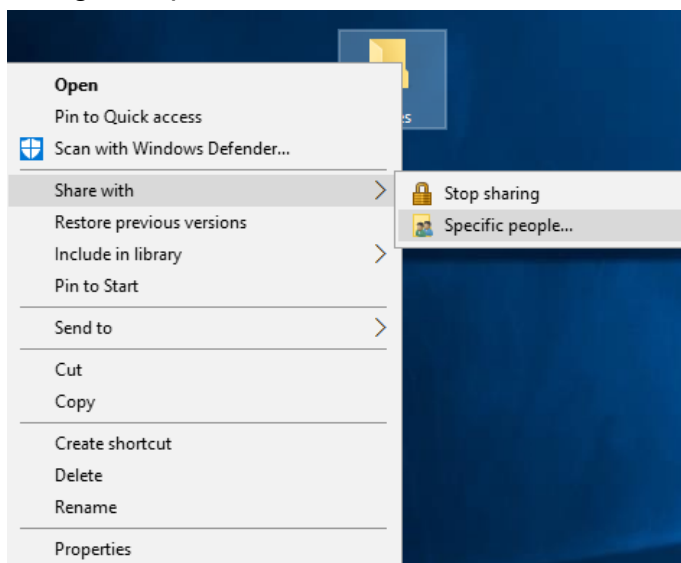 Open
Pin to Quick access
Scan with Windows Defender...
Share with
Stop sharing
Restore previous versions
Specific people...
Include in library
Pin to Start
Send to
Cut
Copy
Create shortcut
Delete
Rename
Properties